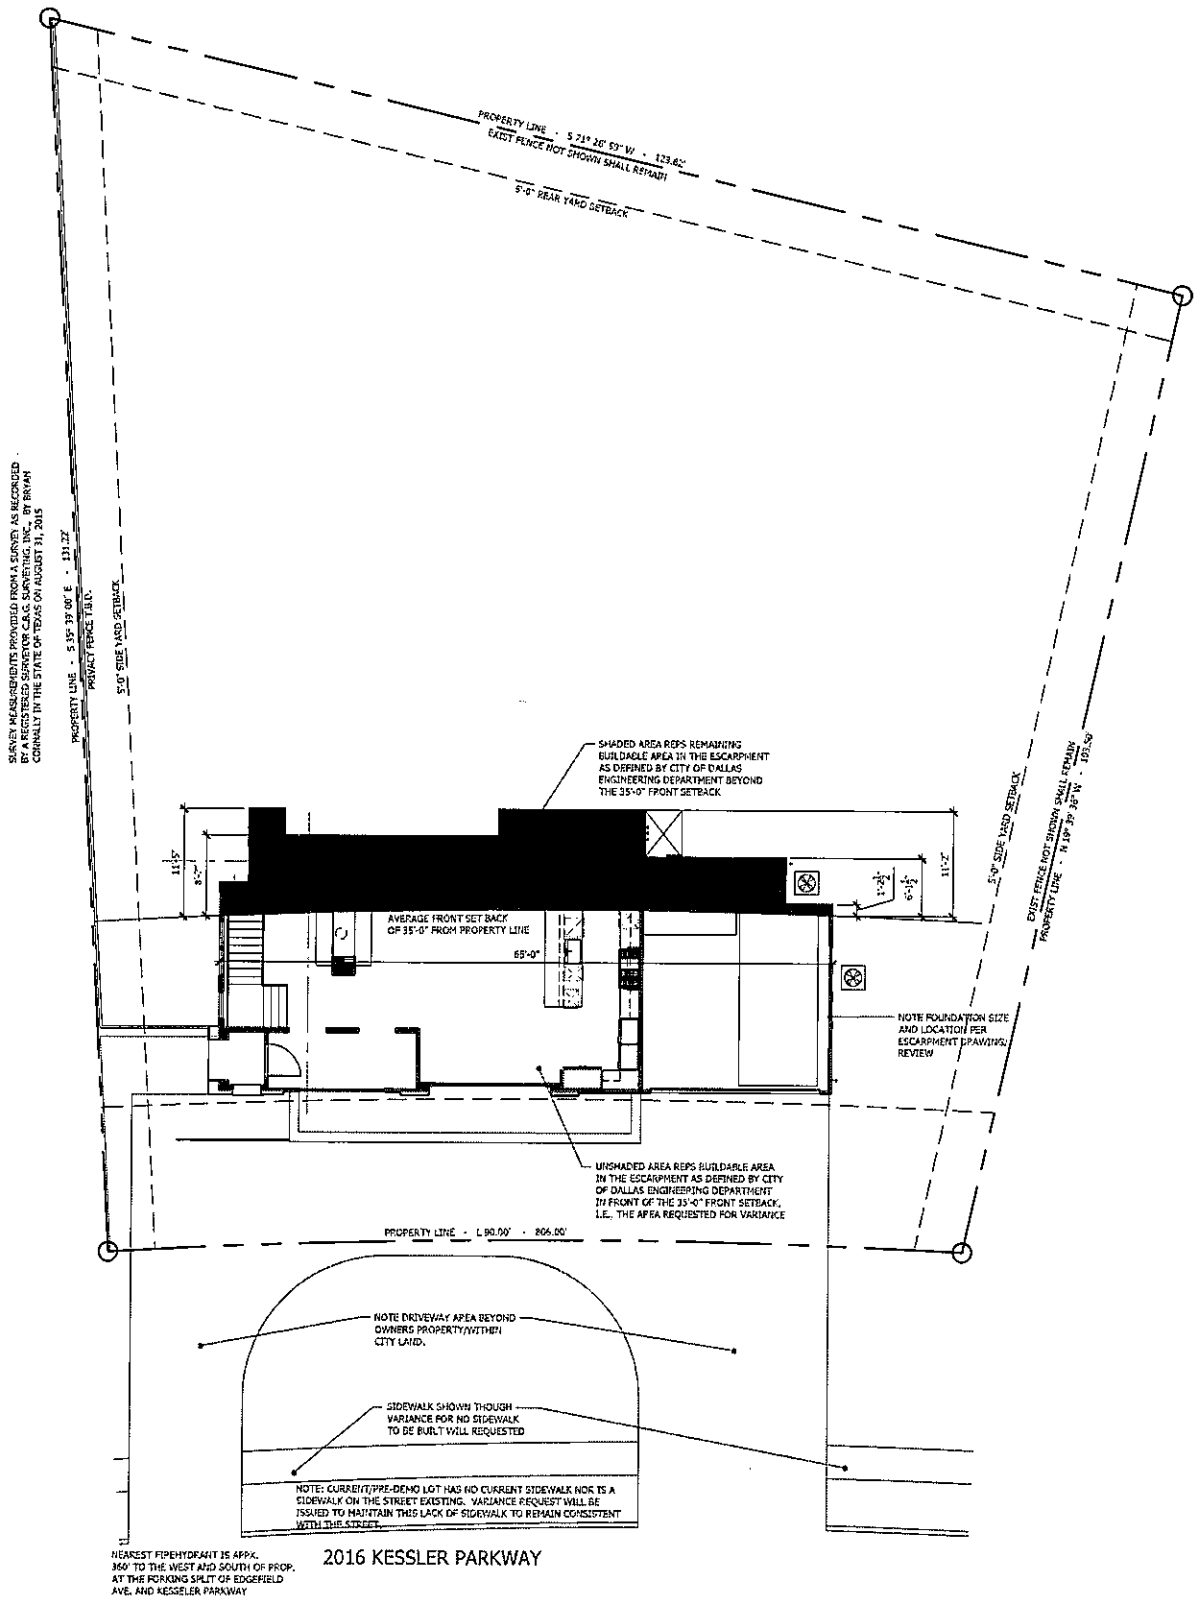 PROPERTY LINE - S 71° 26' 59" W - 123.62'
EXIST FENCE NOT SHOWN SHALL REMAIN
5'-0" REAR YARD SETBACK
SURVEY MEASUREMENTS PROVIDED FROM A SURVEY AS RECORDED
BY A REGISTERED SURVEYOR C.B.G. SURVEYING, INC., BY BRYAN
CONNALLY IN THE STATE OF TEXAS ON AUGUST 31, 2015
PROPERTY LINE - S 35° 39' 00" E - 131.22'
PRIVACY FENCE T.B.D.
5'-0" SIDE YARD SETBACK
5'-0" SIDE YARD SETBACK
EXIST FENCE NOT SHOWN SHALL REMAIN
PROPERTY LINE - N 19° 39' 36" W - 103.50'
SHADED AREA REPS REMAINING
BUILDABLE AREA IN THE ESCARPMENT
AS DEFINED BY CITY OF DALLAS
ENGINEERING DEPARTMENT BEYOND
THE 35'-0" FRONT SETBACK
11'-5"
8'-2"
1'-2½"
6'-1½"
11'-2"
AVERAGE FRONT SET BACK
OF 35'-0" FROM PROPERTY LINE
65'-0"
NOTE FOUNDATION SIZE
AND LOCATION PER
ESCARPMENT DRAWING/
REVIEW
UNSHADED AREA REPS BUILDABLE AREA
IN THE ESCARPMENT AS DEFINED BY CITY
OF DALLAS ENGINEERING DEPARTMENT
IN FRONT OF THE 35'-0" FRONT SETBACK,
I.E., THE AREA REQUESTED FOR VARIANCE
PROPERTY LINE - L 90.00' - 806.00'
NOTE DRIVEWAY AREA BEYOND
OWNERS PROPERTY/WITHIN
CITY LAND.
SIDEWALK SHOWN THOUGH
VARIANCE FOR NO SIDEWALK
TO BE BUILT WILL REQUESTED
NOTE: CURRENT/PRE-DEMO LOT HAS NO CURRENT SIDEWALK NOR IS A
SIDEWALK ON THE STREET EXISTING. VARIANCE REQUEST WILL BE
ISSUED TO MAINTAIN THIS LACK OF SIDEWALK TO REMAIN CONSISTENT
WITH THE STREET.
NEAREST FIREHYDRANT IS APPX.
360' TO THE WEST AND SOUTH OF PROP.
AT THE FORKING SPLIT OF EDGEFIELD
AVE. AND KESSELER PARKWAY
2016 KESSLER PARKWAY